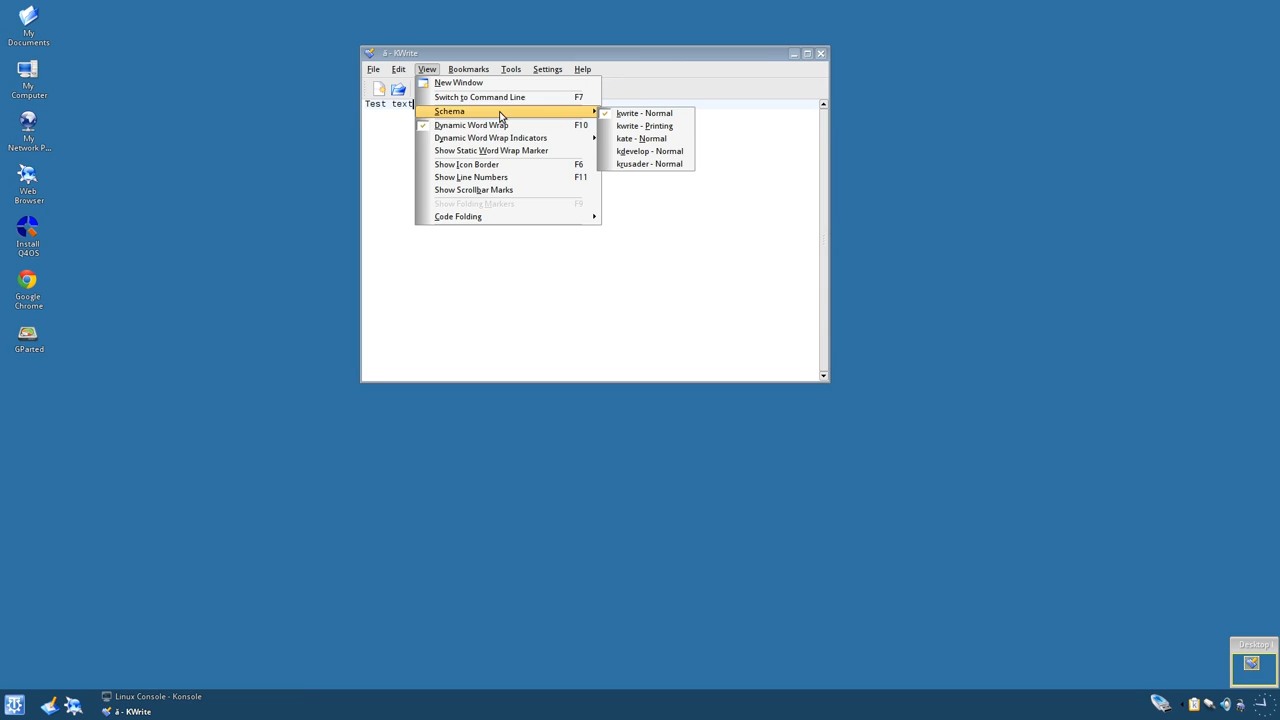 My
Documents
My
Computer
My
Network P...
Web
Browser
Install
Q4OS
Google
Chrome
GParted
ã - KWrite
File Edit View Bookmarks Tools Settings Help
Test text
New Window
Switch to Command Line F7
Schema
Dynamic Word Wrap F10
Dynamic Word Wrap Indicators
Show Static Word Wrap Marker
Show Icon Border F6
Show Line Numbers F11
Show Scrollbar Marks
Show Folding Markers F9
Code Folding
kwrite - Normal
kwrite - Printing
kate - Normal
kdevelop - Normal
krusader - Normal
Desktop
Linux Console - Konsole
ã - KWrite